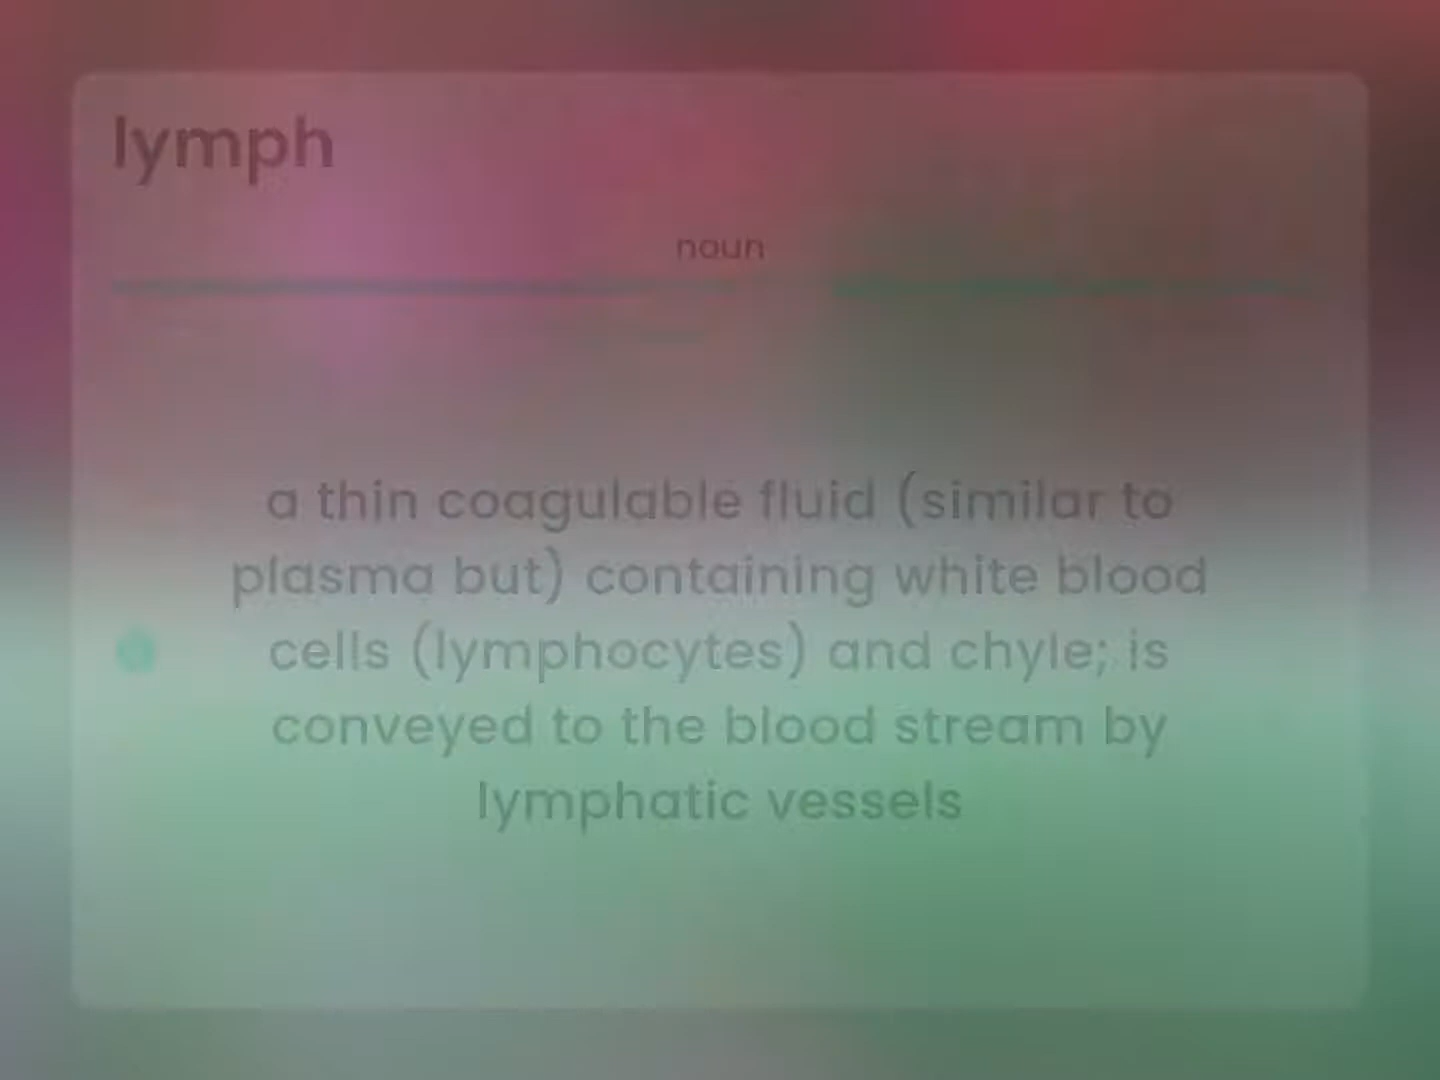 lymph
noun
a thin coagulable fluid (similar to
plasma but) containing white blood
cells (lymphocytes) and chyle; is
conveyed to the blood stream by
lymphatic vessels